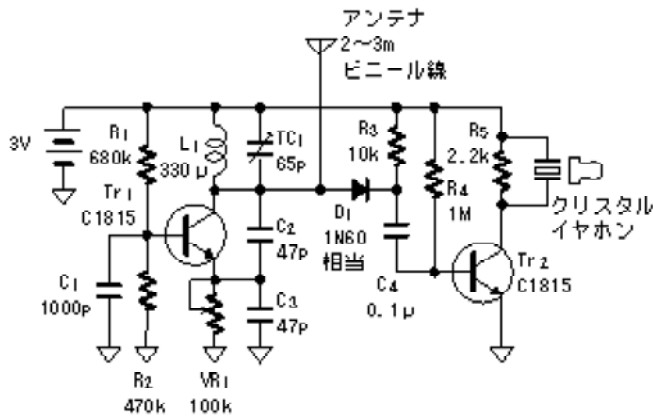 アンテナ
2〜3m
ビニール線
3V
R1
680k
L1
330μ
TC1
65p
R3
10k
R5
2.2k
Tr1
C1815
C2
47p
D1
1N60
相当
R4
1M
クリスタル
イヤホン
C1
1000p
C3
47p
C4
0.1μ
Tr2
C1815
R2
470k
VR1
100k